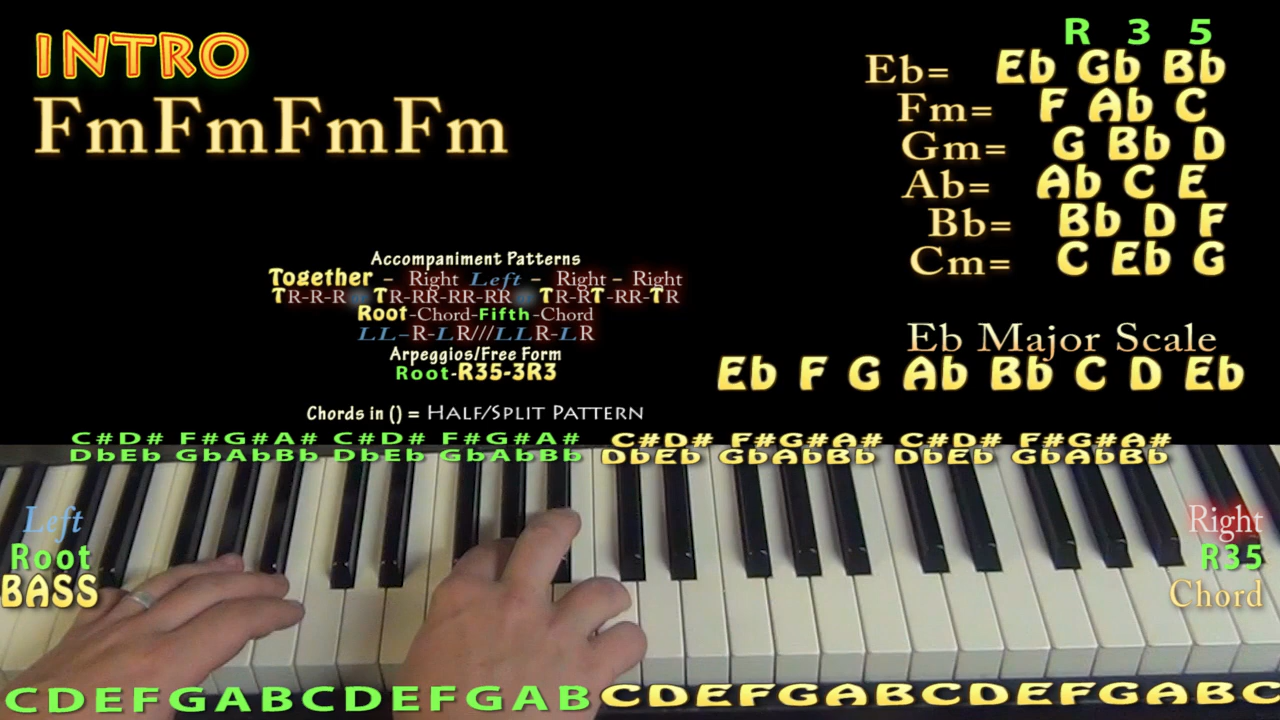 INTRO
FmFmFmFm
R 3 5
Eb= Eb Gb Bb
Fm= F Ab C
Gm= G Bb D
Ab= Ab C E
Bb= Bb D F
Cm= C Eb G
Accompaniment Patterns
Together – Right Left – Right – Right
TR-R-R TR-RR-RR-RR TR-RT-RR-TR
Root-Chord-Fifth-Chord
LL-R-LR///LLR-LR
Arpeggios/Free Form
Root-R35-3R3
Chords in () = Half/Split Pattern
Eb Major Scale
Eb F G Ab Bb C D Eb
C#D# F#G#A# C#D# F#G#A# C#D# F#G#A# C#D# F#G#A#
DbEb GbAbBb DbEb GbAbBb DbEb GbAbBb DbEb GbAbBb
Left
Root
BASS
Right
R35
Chord
CDEFGABCDEFGABCDEFGABCDEFGABC